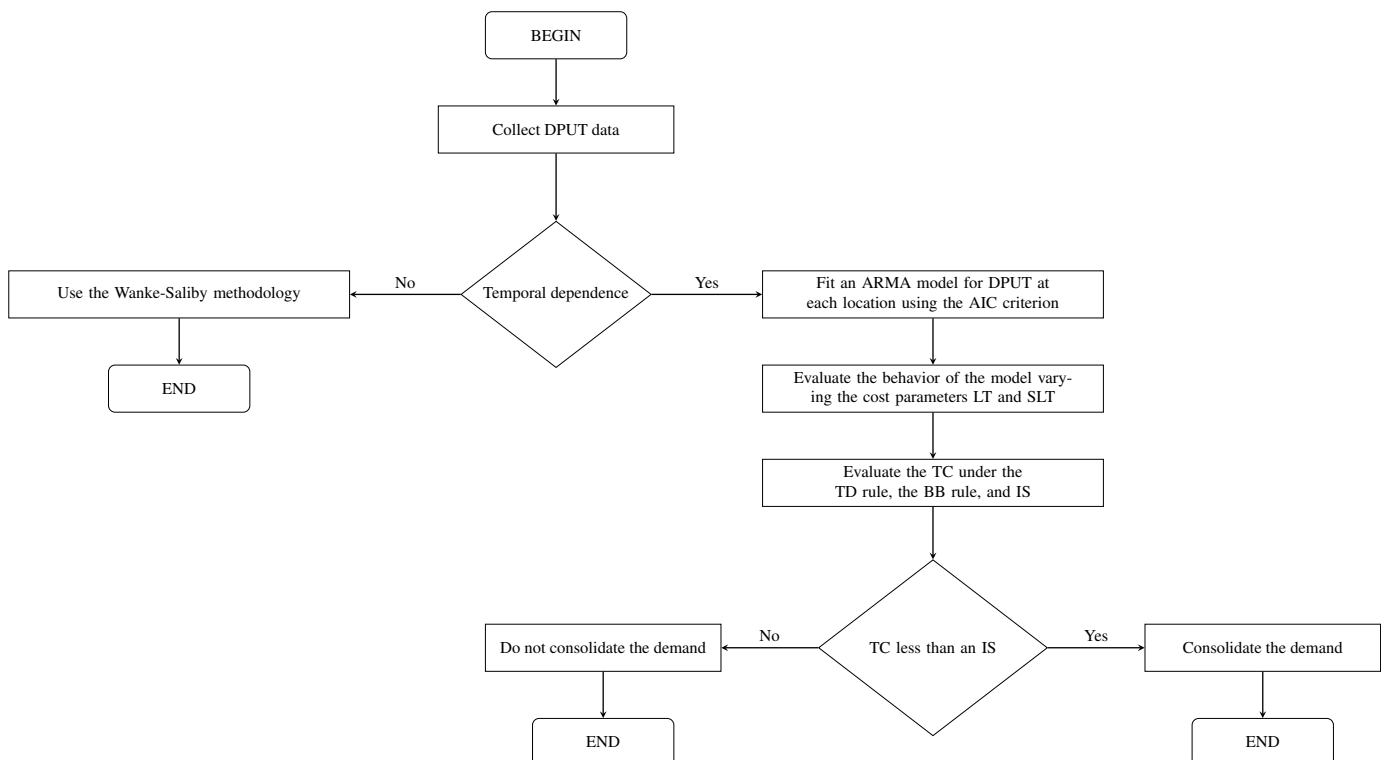 BEGIN
Collect DPUT data
Temporal dependence
No
Yes
Use the Wanke-Saliby methodology
END
Fit an ARMA model for DPUT at
each location using the AIC criterion
Evaluate the behavior of the model vary-
ing the cost parameters LT and SLT
Evaluate the TC under the
TD rule, the BB rule, and IS
TC less than an IS
No
Yes
Do not consolidate the demand
Consolidate the demand
END
END